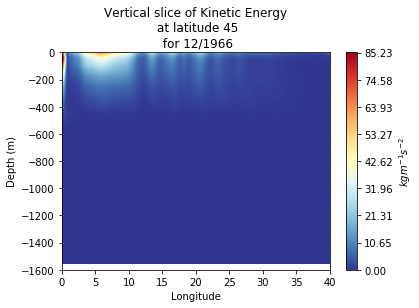 Vertical slice of Kinetic Energy
at latitude 45
for 12/1966
0
−200
−400
−600
−800
−1000
−1200
−1400
−1600
Depth (m)
0 5 10 15 20 25 30 35 40
Longitude
85.23
74.58
63.93
53.27
42.62
31.96
21.31
10.65
0.00
kgm⁻¹s⁻²